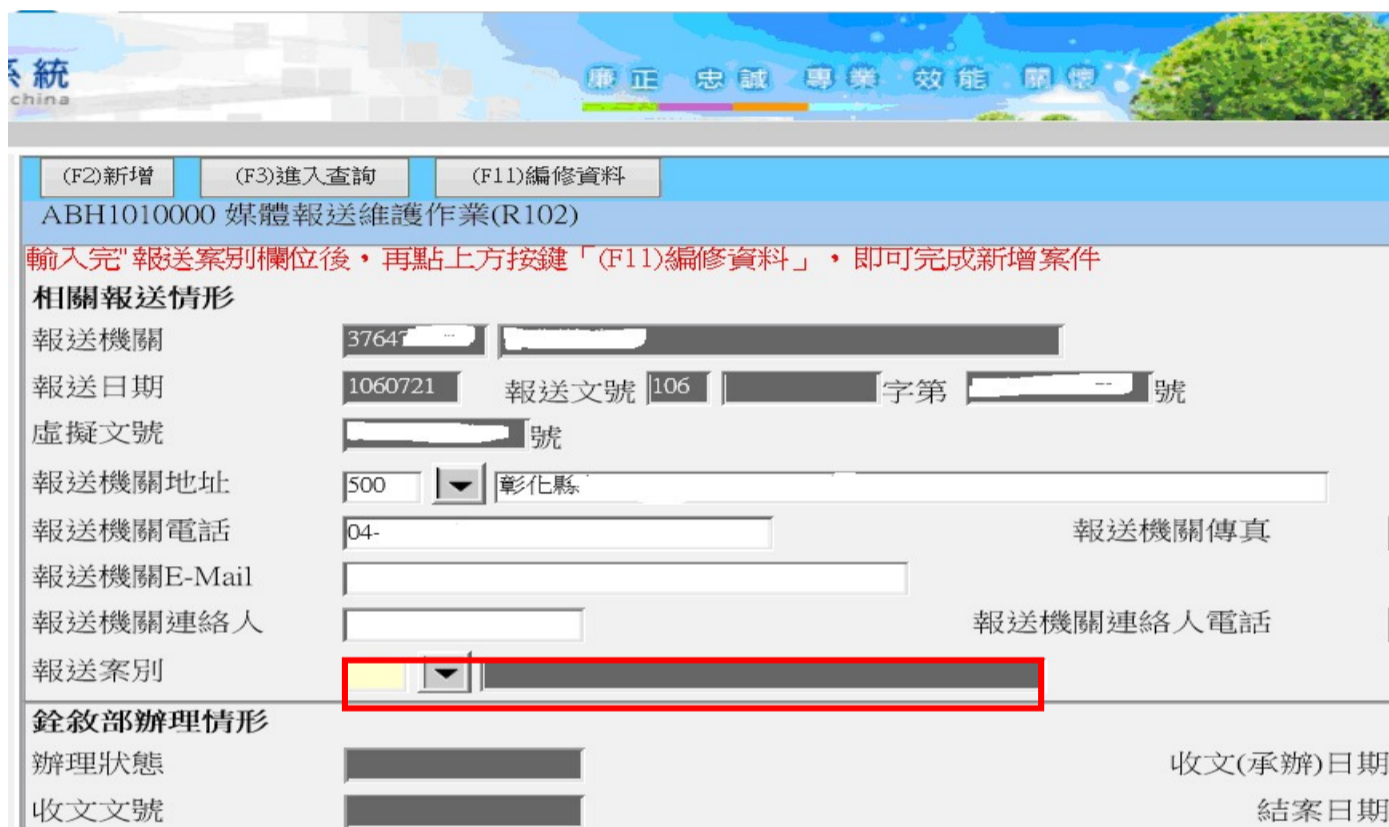 系統
china
廉正 忠誠 專業 效能 關懷
(F2)新增 (F3)進入查詢 (F11)編修資料
ABH1010000 媒體報送維護作業(R102)
輸入完"報送案別欄位後，再點上方按鍵「(F11)編修資料」，即可完成新增案件
相關報送情形
報送機關 37647
報送日期 1060721 報送文號 106 字第 號
虛擬文號 號
報送機關地址 500 彰化縣
報送機關電話 04- 報送機關傳真
報送機關E-Mail
報送機關連絡人 報送機關連絡人電話
報送案別
銓敘部辦理情形
辦理狀態 收文(承辦)日期
收文文號 結案日期